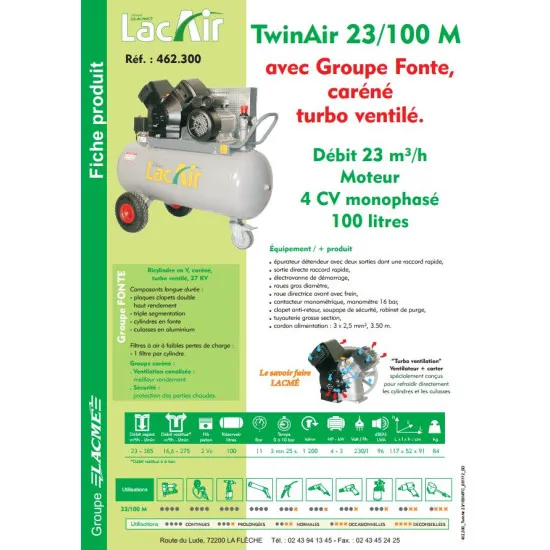 LacAir
Réf. : 462.300
Fiche produit
TwinAir 23/100 M
avec Groupe Fonte,
caréné
turbo ventilé.
Débit 23 m³/h
Moteur
4 CV monophasé
100 litres
LacAir
Groupe FONTE
Bicylindre en V, caréné,
turbo ventilé, 27 KV
Composants longue durée :
- plaques clapets double
haut rendement
- triple segmentation
- cylindres en fonte
- culasses en aluminium
Filtres à air à faibles pertes de charge :
- 1 filtre par cylindre.
Groupe caréné :
- Ventilation canalisée :
meilleur rendement
- Sécurité :
protection des parties chaudes.
Équipement / + produit
• épurateur détendeur avec deux sorties dont une raccord rapide,
• sortie directe raccord rapide,
• électrovanne de démarrage,
• roues gros diamètre,
• roue directrice avant avec frein,
• contacteur manométrique, manomètre 16 bar,
• clapet anti-retour, soupape de sécurité, robinet de purge,
• tuyauterie grosse section,
• cordon alimentation : 3 x 2,5 mm², 3.50 m.
Le savoir faire
LACMÉ
"Turbo ventilation"
Ventilateur + carter
spécialement conçus
pour refroidir directement
les cylindres et les culasses
Groupe LACMÉ
Débit aspiré m³/h - l/min
Débit restitué* m³/h - l/min
Nb piston
Réservoir litres
Bar
Temps 0 à 10 bar
t/min
HP - kW
Volt / Ph
LWA
L x l x h : cm
kg
23 - 385 16,6 - 275 2 Ve 100 11 3 mn 25 s. 1 200 4 - 3 230/1 96 117 x 52 x 91 84
*Débit restitué à 6 bar.
Utilisations
23/100 M
Utilisations : CONTINUES PROLONGÉES NORMALES OCCASIONNELLES DÉCONSEILLÉES
Route du Lude, 72200 LA FLÈCHE - Tél. : 02 43 94 13 45 - Fax : 02 43 45 24 25